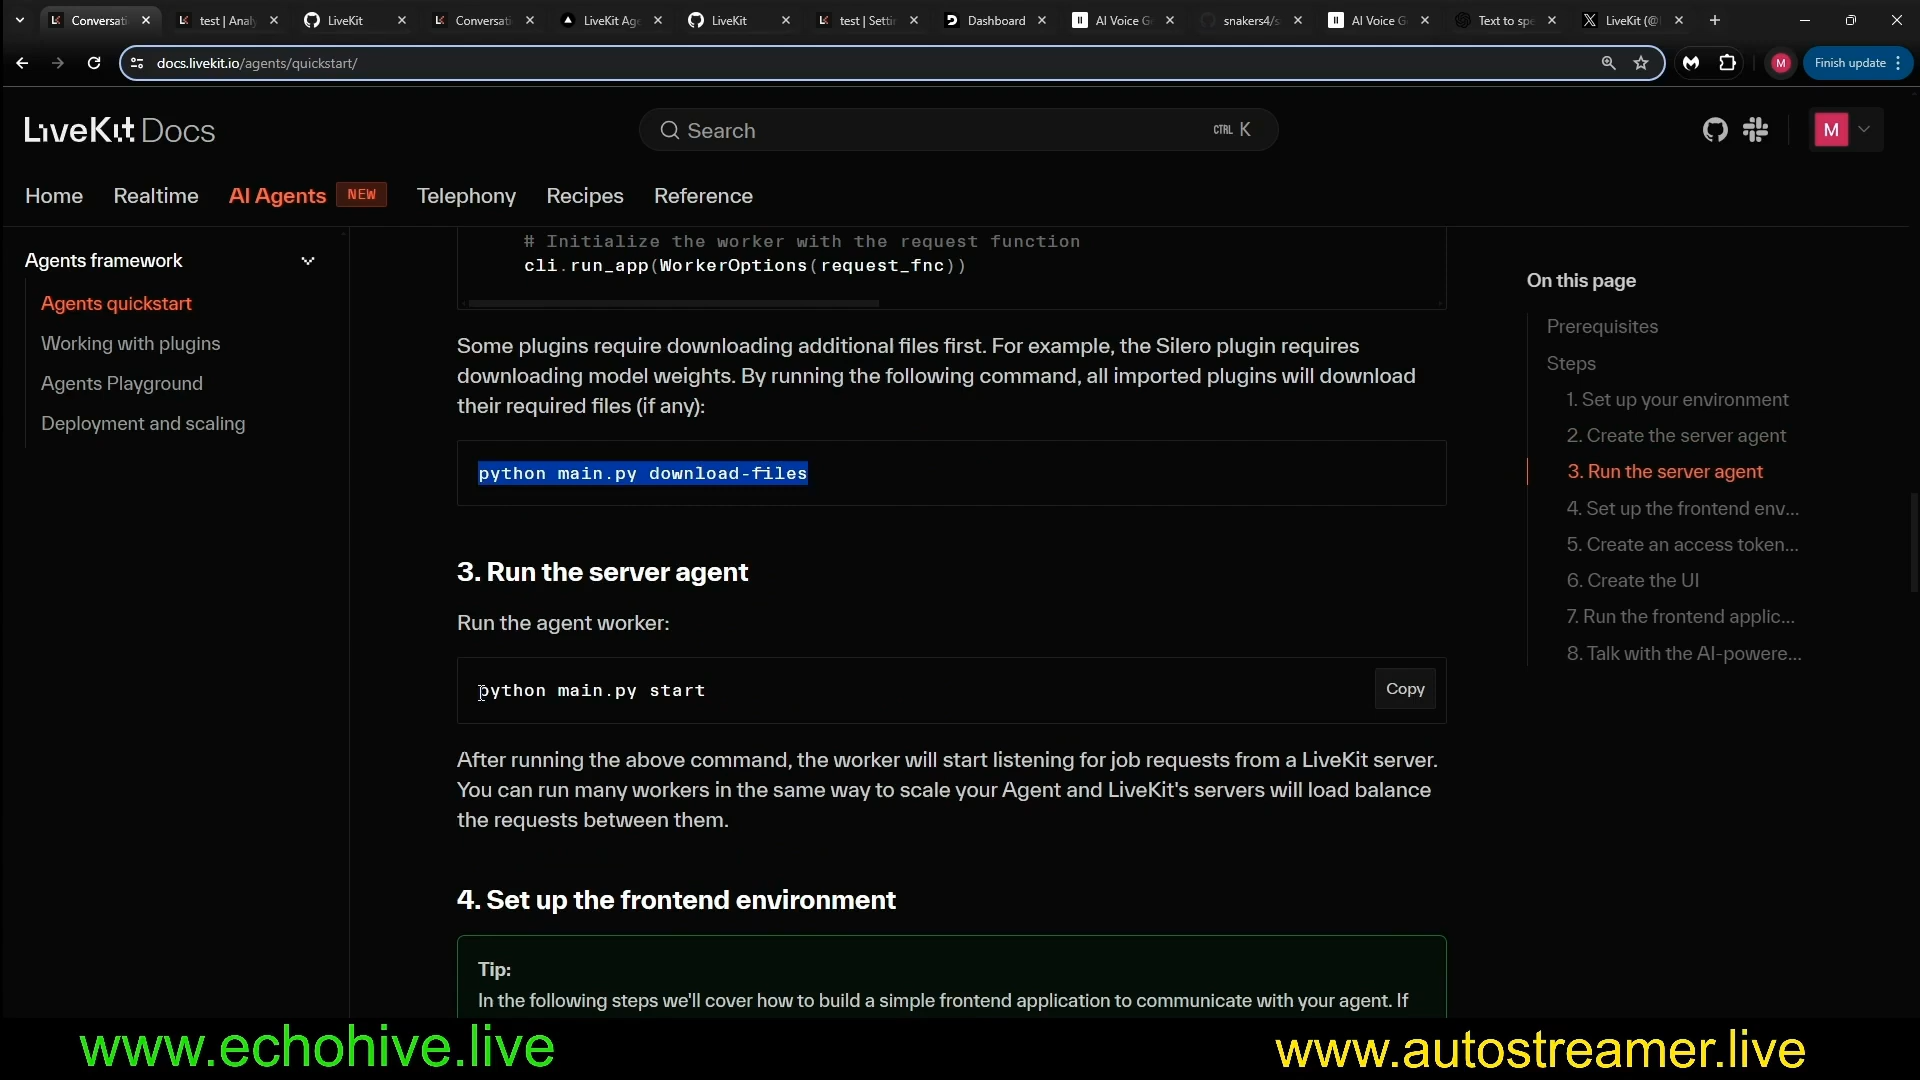 Conversati
test | Analy
LiveKit
Conversati
LiveKit Age
LiveKit
test | Settin
Dashboard
AI Voice G
snakers4/s
AI Voice G
Text to spe
LiveKit (@
docs.livekit.io/agents/quickstart/
M
Finish update
LiveKit Docs
Search
CTRL K
M
Home
Realtime
AI Agents
NEW
Telephony
Recipes
Reference
Agents framework
Agents quickstart
Working with plugins
Agents Playground
Deployment and scaling
# Initialize the worker with the request function
cli.run_app(WorkerOptions(request_fnc))
Some plugins require downloading additional files first. For example, the Silero plugin requires
downloading model weights. By running the following command, all imported plugins will download
their required files (if any):
python main.py download-files
3. Run the server agent
Run the agent worker:
python main.py start
Copy
After running the above command, the worker will start listening for job requests from a LiveKit server.
You can run many workers in the same way to scale your Agent and LiveKit's servers will load balance
the requests between them.
4. Set up the frontend environment
Tip:
In the following steps we'll cover how to build a simple frontend application to communicate with your agent. If
On this page
Prerequisites
Steps
1. Set up your environment
2. Create the server agent
3. Run the server agent
4. Set up the frontend env...
5. Create an access token...
6. Create the UI
7. Run the frontend applic...
8. Talk with the AI-powere...
www.echohive.live
www.autostreamer.live